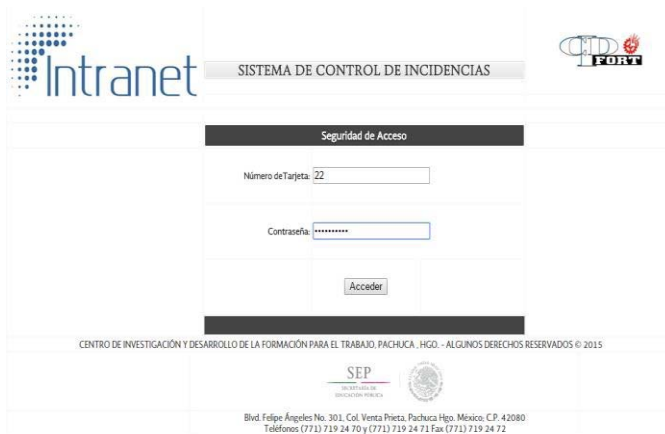 Intranet
SISTEMA DE CONTROL DE INCIDENCIAS
FORT
Seguridad de Acceso
Número deTarjeta: 22
Contraseña: ••••••••••
Acceder
CENTRO DE INVESTIGACIÓN Y DESARROLLO DE LA FORMACIÓN PARA EL TRABAJO, PACHUCA , HGO. - ALGUNOS DERECHOS RESERVADOS © 2015
SEP
SECRETARÍA DE
EDUCACIÓN PÚBLICA
Blvd. Felipe Ángeles No. 301, Col. Venta Prieta, Pachuca Hgo. México; C.P. 42080
Teléfonos (771) 719 24 70 y (771) 719 24 71 Fax (771) 719 24 72